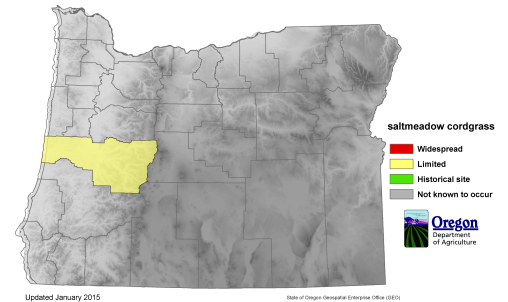 saltmeadow cordgrass
Widespread
Limited
Historical site
Not known to occur
Oregon
Department
of Agriculture
Updated January 2015
State of Oregon Geospatial Enterprise Office (GEO)